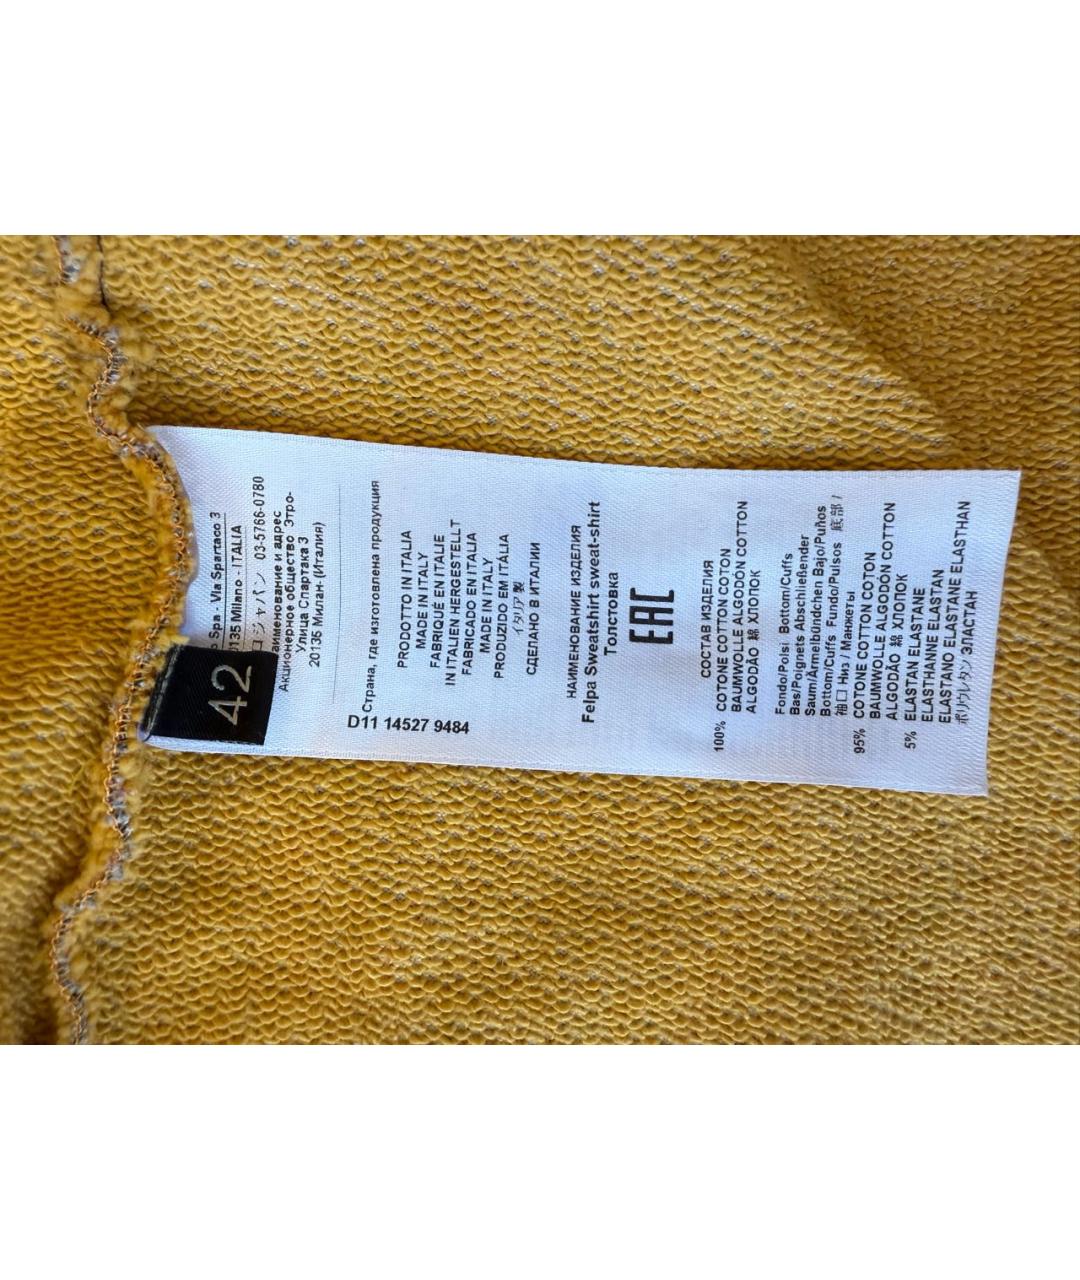 42
Spa - Via Spartaco 3
Milano - ITALIA
ロジャパン 03-5766-0780
и адрес
Акционерное общество Этро-
Улица Спартака 3
20135 Милан- (Италия)
Страна, где изготовлена продукция
D11 14527 9484
PRODOTTO IN ITALIA
MADE IN ITALY
FABRIQUÉ EN ITALIE
IN ITALIEN HERGESTELLT
FABRICADO EN ITALIA
MADE IN ITALY
PRODUZIDO EM ITÁLIA
イタリア製
СДЕЛАНО В ИТАЛИИ
НАИМЕНОВАНИЕ ИЗДЕЛИЯ
Felpa Sweatshirt sweat-shirt
Толстовка
EAC
СОСТАВ ИЗДЕЛИЯ
100% COTONE COTTON COTON
BAUMWOLLE ALGODÓN COTTON
ALGODÃO 綿 ХЛОПОК
Fondo/Polsi Bottom/Cuffs
Bas/Poignets Abschließender
Saum/Ärmelbündchen Bajo/Puños
Bottom/Cuffs Fundo/Pulsos 底部 /
袖口 Низ / Манжеты
95% COTONE COTTON COTON
BAUMWOLLE ALGODÓN COTTON
ALGODÃO 綿 ХЛОПОК
5% ELASTAN ELASTANE
ELASTHANNE ELASTAN
ELASTANO ELASTANE ELASTHAN
ポリウレタン ЭЛАСТАН